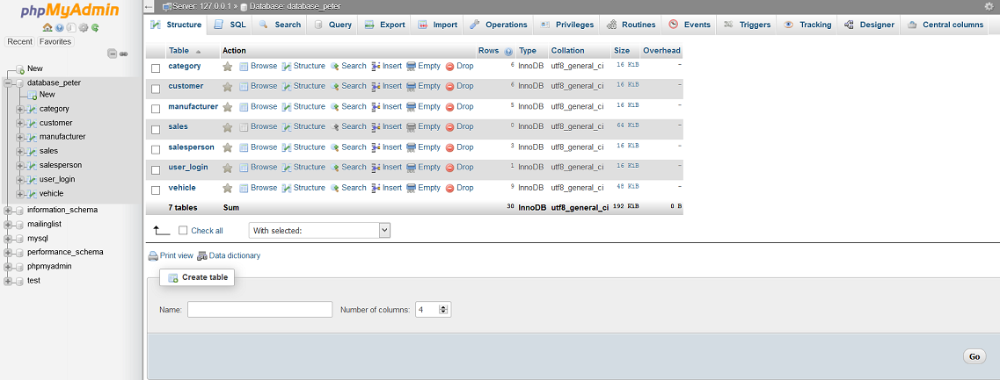 phpMyAdmin
Recent Favorites
New
database_peter
New
category
customer
manufacturer
sales
salesperson
user_login
vehicle
information_schema
mailinglist
mysql
performance_schema
phpmyadmin
test
Server: 127.0.0.1 » Database: database_peter
Structure SQL Search Query Export Import Operations Privileges Routines Events Triggers Tracking Designer Central columns
Table Action Rows Type Collation Size Overhead
category Browse Structure Search Insert Empty Drop 6 InnoDB utf8_general_ci 16 KiB -
customer Browse Structure Search Insert Empty Drop 6 InnoDB utf8_general_ci 16 KiB -
manufacturer Browse Structure Search Insert Empty Drop 5 InnoDB utf8_general_ci 16 KiB -
sales Browse Structure Search Insert Empty Drop 0 InnoDB utf8_general_ci 64 KiB -
salesperson Browse Structure Search Insert Empty Drop 3 InnoDB utf8_general_ci 16 KiB -
user_login Browse Structure Search Insert Empty Drop 1 InnoDB utf8_general_ci 16 KiB -
vehicle Browse Structure Search Insert Empty Drop 9 InnoDB utf8_general_ci 48 KiB -
7 tables Sum 30 InnoDB utf8_general_ci 192 KiB 0 B
Check all With selected:
Print view Data dictionary
Create table
Name: Number of columns: 4
Go